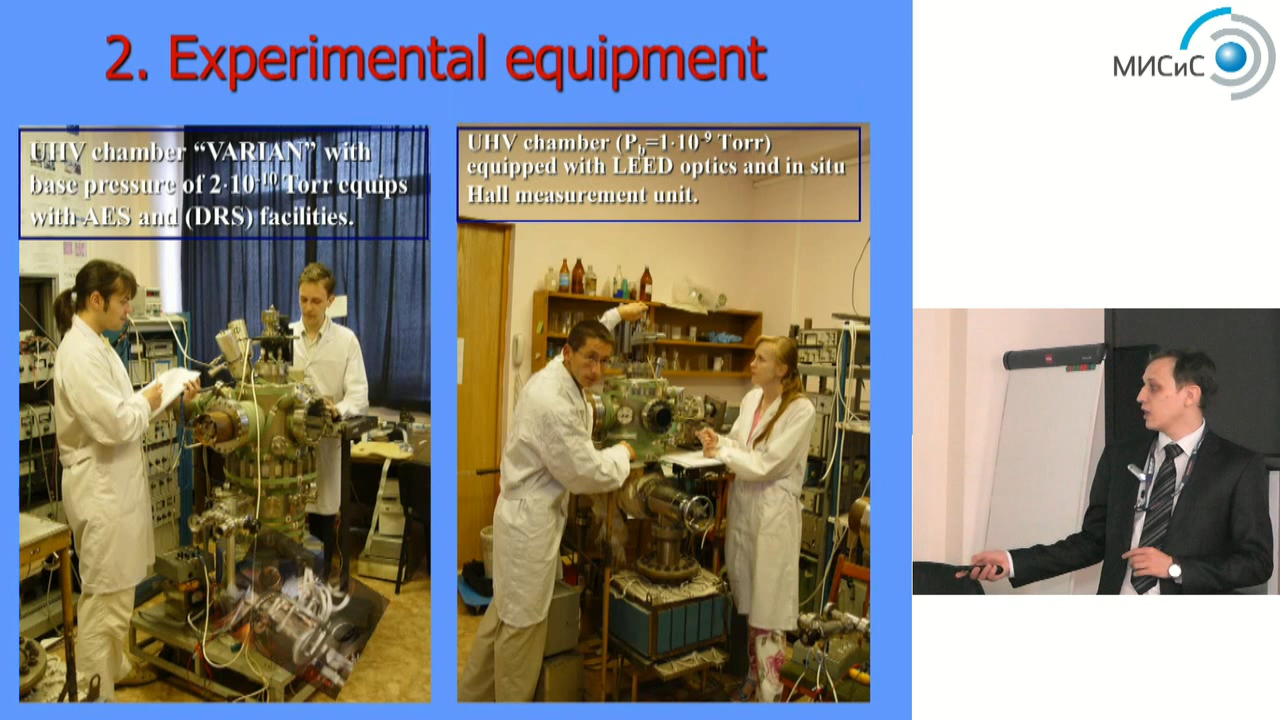 2. Experimental equipment
UHV chamber “VARIAN” with
base pressure of 2·10⁻¹⁰ Torr equips
with AES and (DRS) facilities.
UHV chamber (Pb=1·10⁻⁹ Torr)
equipped with LEED optics and in situ
Hall measurement unit.
МИСиС